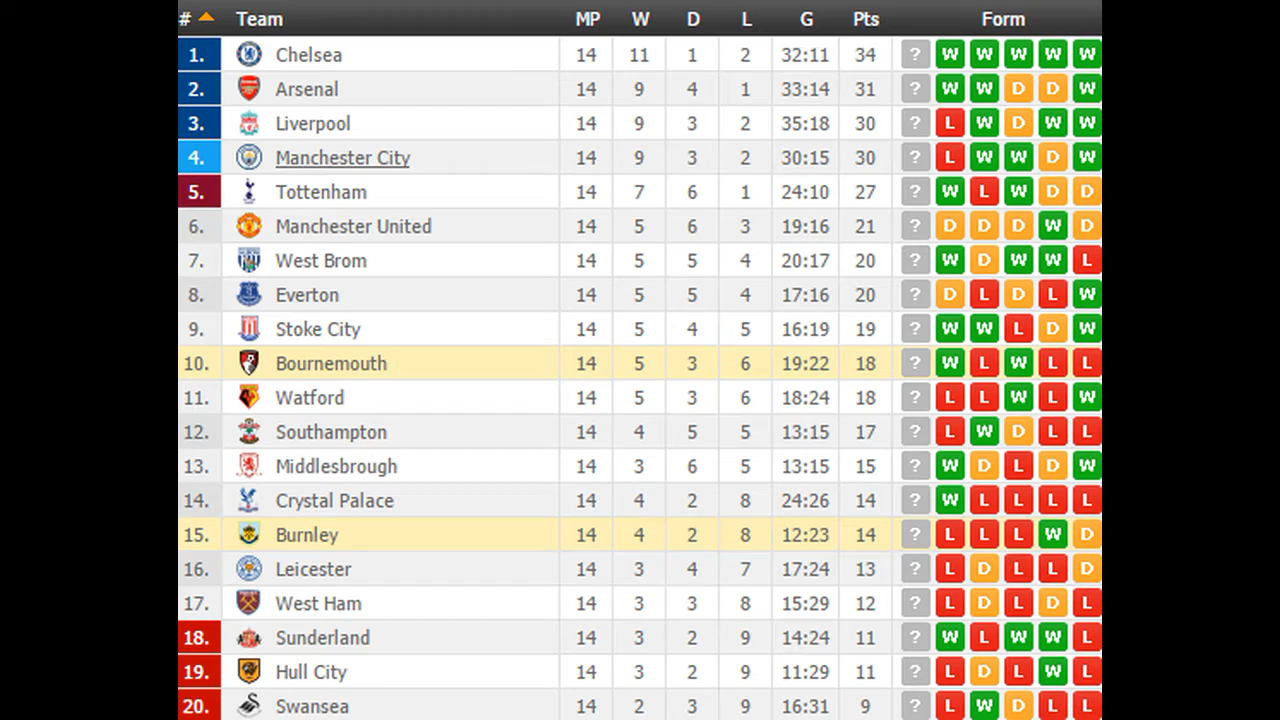 # Team MP W D L G Pts Form
1. Chelsea 14 11 1 2 32:11 34 ? W W W W W
2. Arsenal 14 9 4 1 33:14 31 ? W W D D W
3. Liverpool 14 9 3 2 35:18 30 ? L W D W W
4. Manchester City 14 9 3 2 30:15 30 ? L W W D W
5. Tottenham 14 7 6 1 24:10 27 ? W L W D D
6. Manchester United 14 5 6 3 19:16 21 ? D D D W D
7. West Brom 14 5 5 4 20:17 20 ? W D W W L
8. Everton 14 5 5 4 17:16 20 ? D L D L W
9. Stoke City 14 5 4 5 16:19 19 ? W W L D W
10. Bournemouth 14 5 3 6 19:22 18 ? W L W L L
11. Watford 14 5 3 6 18:24 18 ? L L W L W
12. Southampton 14 4 5 5 13:15 17 ? L W D L L
13. Middlesbrough 14 3 6 5 13:15 15 ? W D L D W
14. Crystal Palace 14 4 2 8 24:26 14 ? W L L L L
15. Burnley 14 4 2 8 12:23 14 ? L L L W D
16. Leicester 14 3 4 7 17:24 13 ? L D L L D
17. West Ham 14 3 3 8 15:29 12 ? L D L D L
18. Sunderland 14 3 2 9 14:24 11 ? W L W W L
19. Hull City 14 3 2 9 11:29 11 ? L D L W L
20. Swansea 14 2 3 9 16:31 9 ? L W D L L